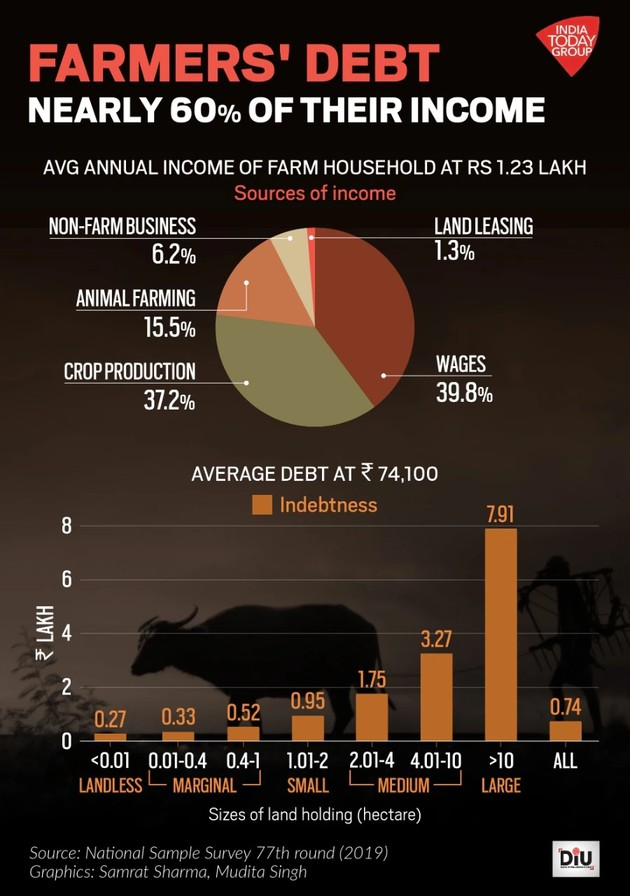 INDIA
TODAY
GROUP
FARMERS' DEBT
NEARLY 60% OF THEIR INCOME
AVG ANNUAL INCOME OF FARM HOUSEHOLD AT RS 1.23 LAKH
Sources of income
NON-FARM BUSINESS
6.2%
LAND LEASING
1.3%
ANIMAL FARMING
15.5%
CROP PRODUCTION
37.2%
WAGES
39.8%
AVERAGE DEBT AT ₹ 74,100
Indebtness
₹ LAKH
8
6
4
2
0
0.27
0.33
0.52
0.95
1.75
3.27
7.91
0.74
<0.01 0.01-0.4 0.4-1 1.01-2 2.01-4 4.01-10 >10 ALL
LANDLESS MARGINAL SMALL MEDIUM LARGE
Sizes of land holding (hectare)
Source: National Sample Survey 77th round (2019)
Graphics: Samrat Sharma, Mudita Singh
DiU